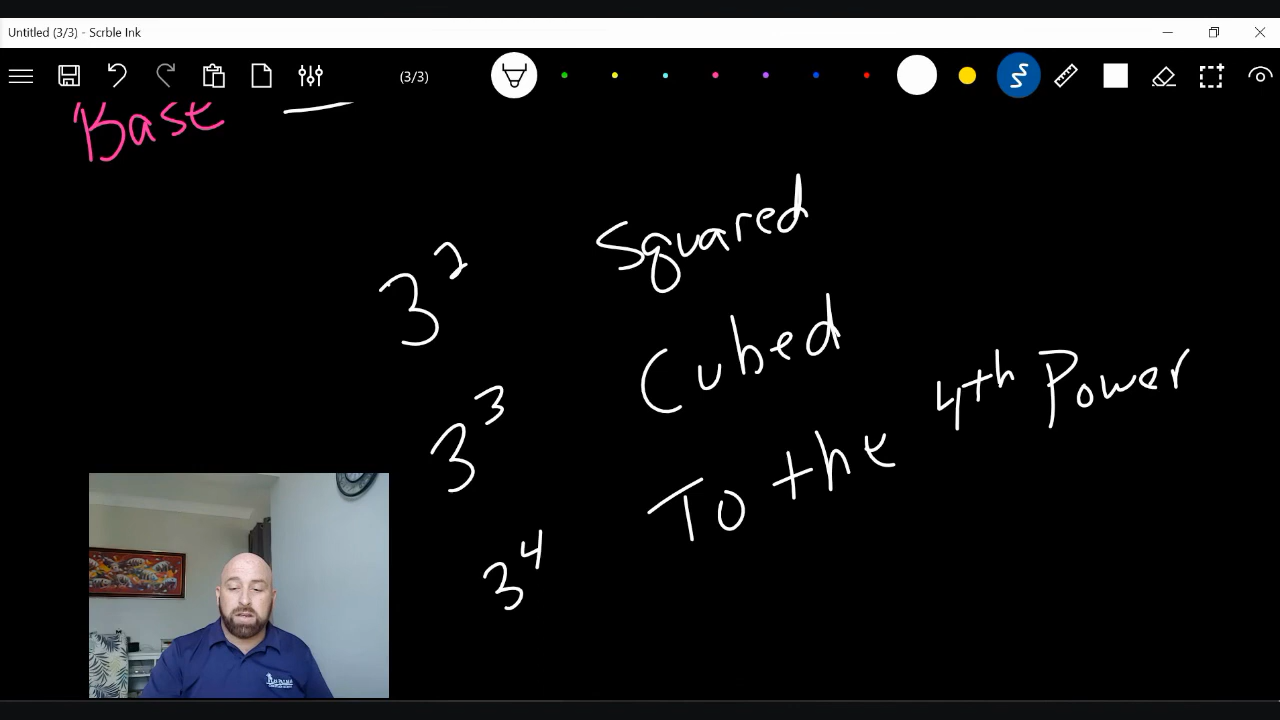 Untitled (3/3) - Scrble Ink
(3/3)
Base
3² Squared
3³ Cubed
3⁴ To the 4th Power